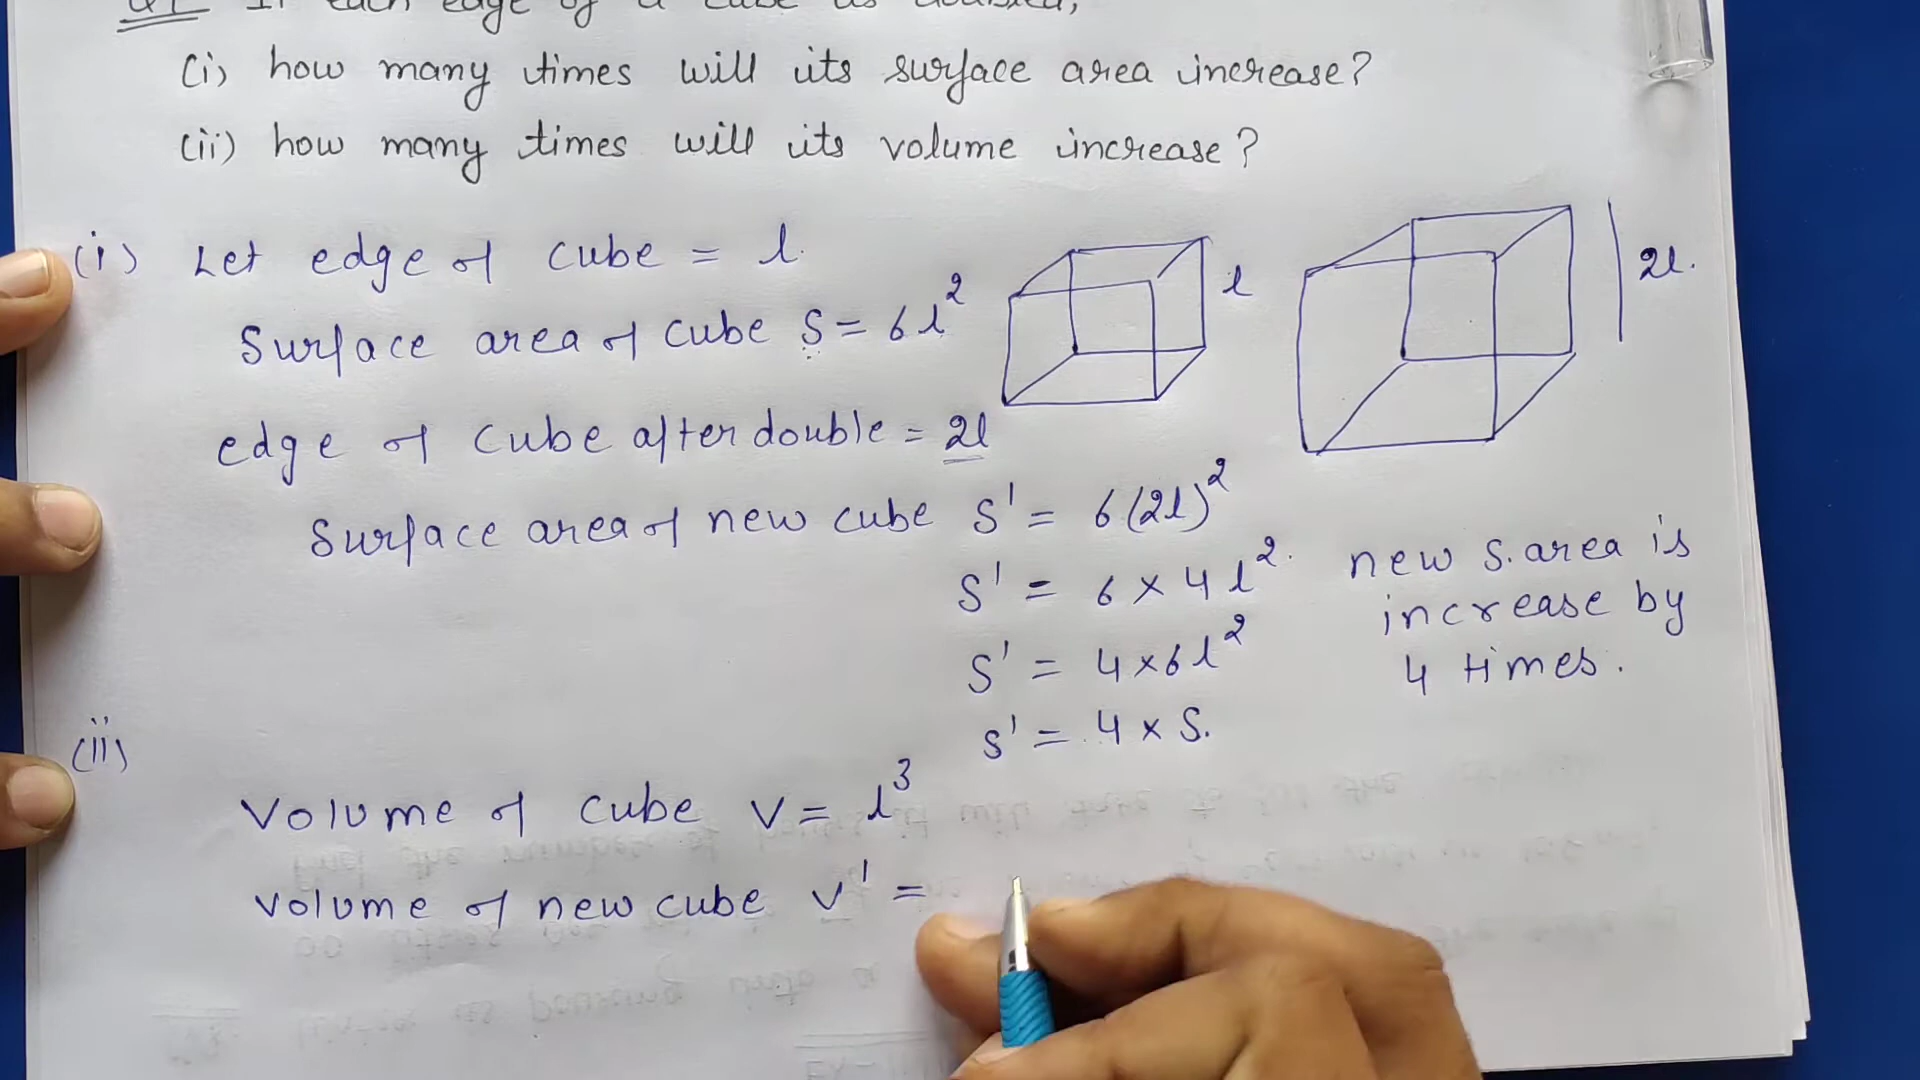 (i) how many times will its surface area increase?
(ii) how many times will its volume increase?
(i) Let edge of cube = l
Surface area of cube S = 6l²
l
2l.
edge of cube after double = 2l
Surface area of new cube S' = 6(2l)²
S' = 6 × 4l².
S' = 4 × 6l²
S' = 4 × S.
new S. area is
increase by
4 times.
(ii)
Volume of cube V = l³
Volume of new cube V' =